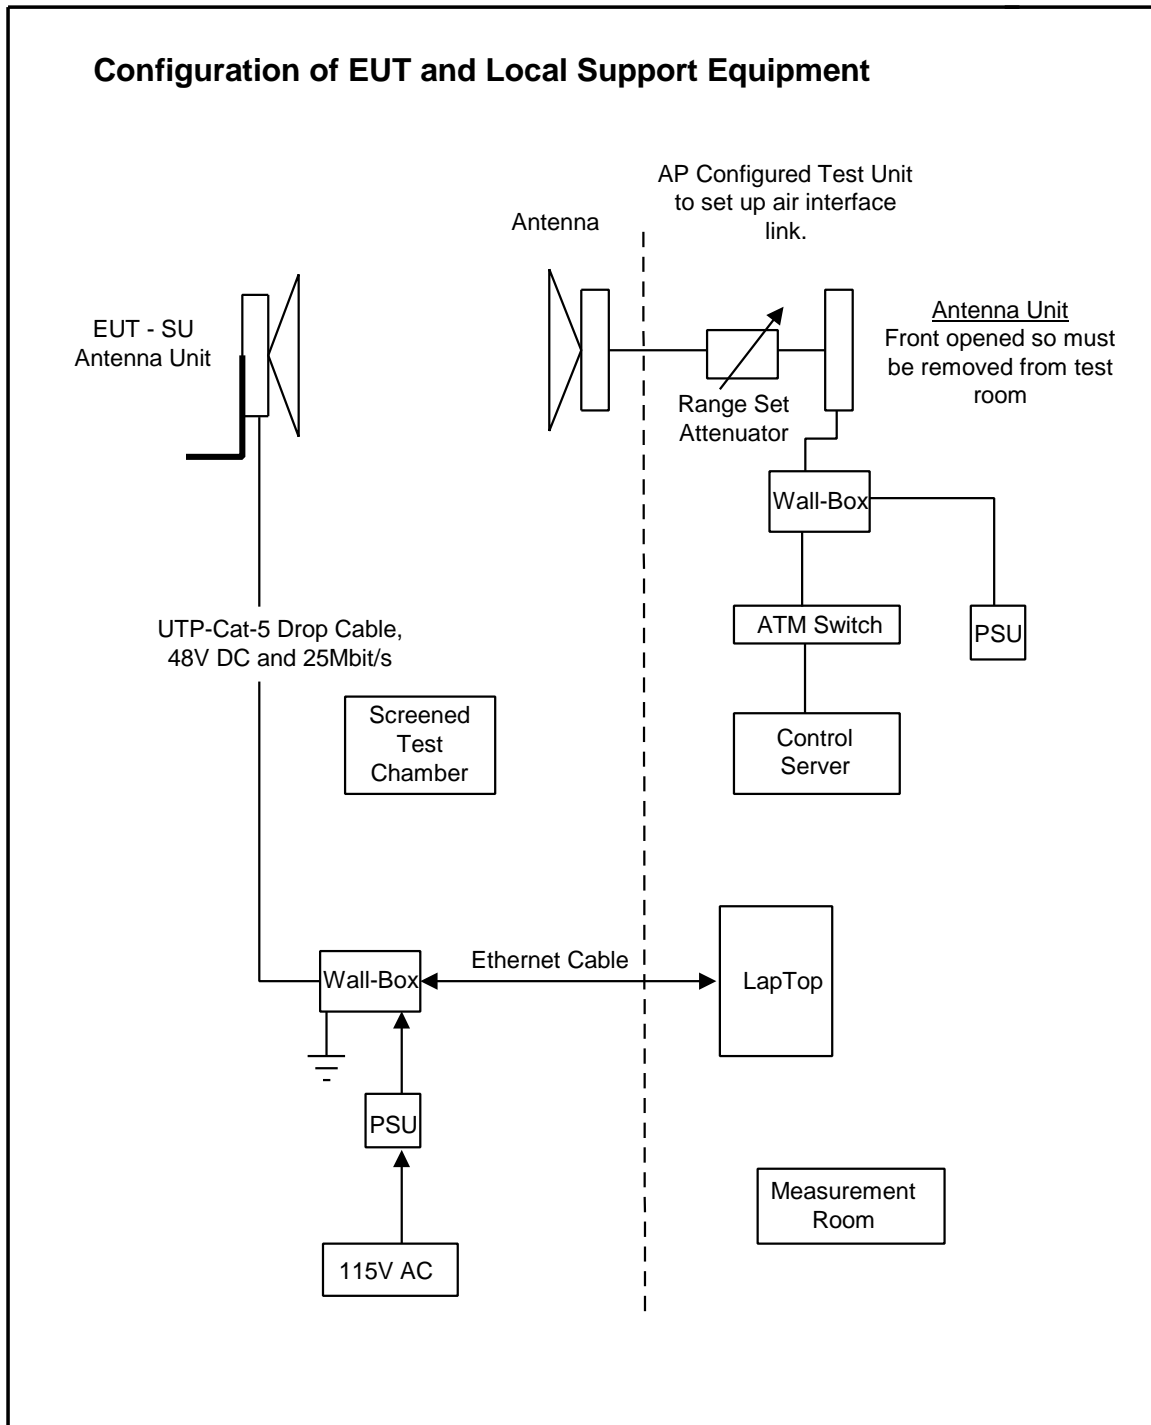 Configuration of EUT and Local Support Equipment
AP Configured Test Unit
to set up air interface
link.
Antenna
EUT - SU
Antenna Unit
Antenna Unit
Front opened so must
be removed from test
room
Range Set
Attenuator
Wall-Box
ATM Switch
PSU
UTP-Cat-5 Drop Cable,
48V DC and 25Mbit/s
Screened
Test
Chamber
Control
Server
Ethernet Cable
Wall-Box
LapTop
PSU
Measurement
Room
115V AC